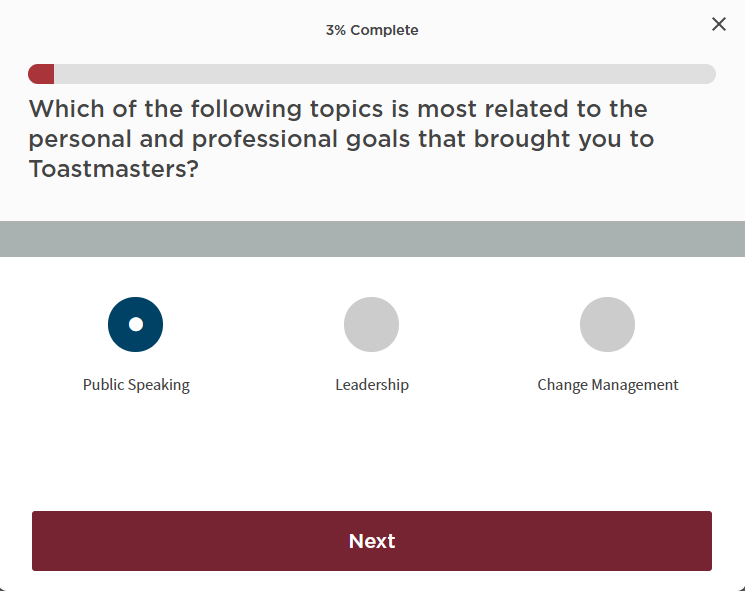 3% Complete
Which of the following topics is most related to the
personal and professional goals that brought you to
Toastmasters?
Public Speaking
Leadership
Change Management
Next